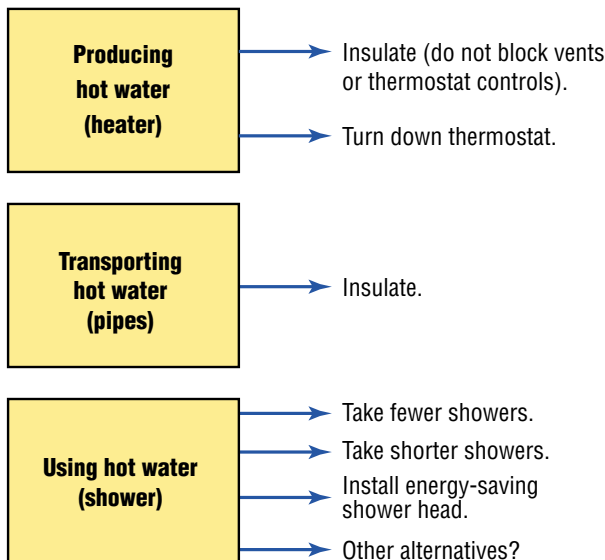 Producing
hot water
(heater)
Insulate (do not block vents
or thermostat controls).
Turn down thermostat.
Transporting
hot water
(pipes)
Insulate.
Using hot water
(shower)
Take fewer showers.
Take shorter showers.
Install energy-saving
shower head.
Other alternatives?